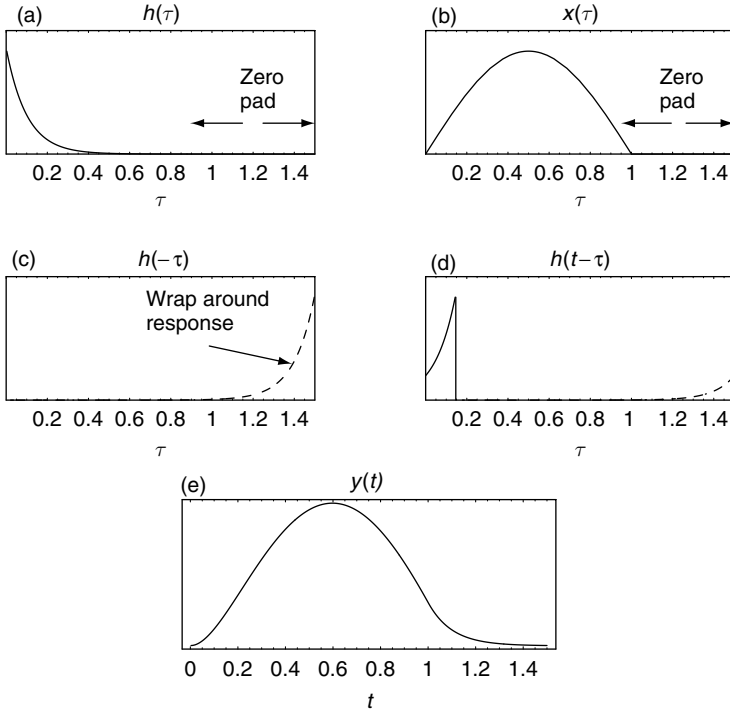 (a)
h(τ)
Zero
pad
0.2 0.4 0.6 0.8 1 1.2 1.4
τ
(b)
x(τ)
Zero
pad
0.2 0.4 0.6 0.8 1 1.2 1.4
τ
(c)
h(−τ)
Wrap around
response
0.2 0.4 0.6 0.8 1 1.2 1.4
τ
(d)
h(t−τ)
0.2 0.4 0.6 0.8 1 1.2 1.4
τ
(e)
y(t)
0 0.2 0.4 0.6 0.8 1 1.2 1.4
t